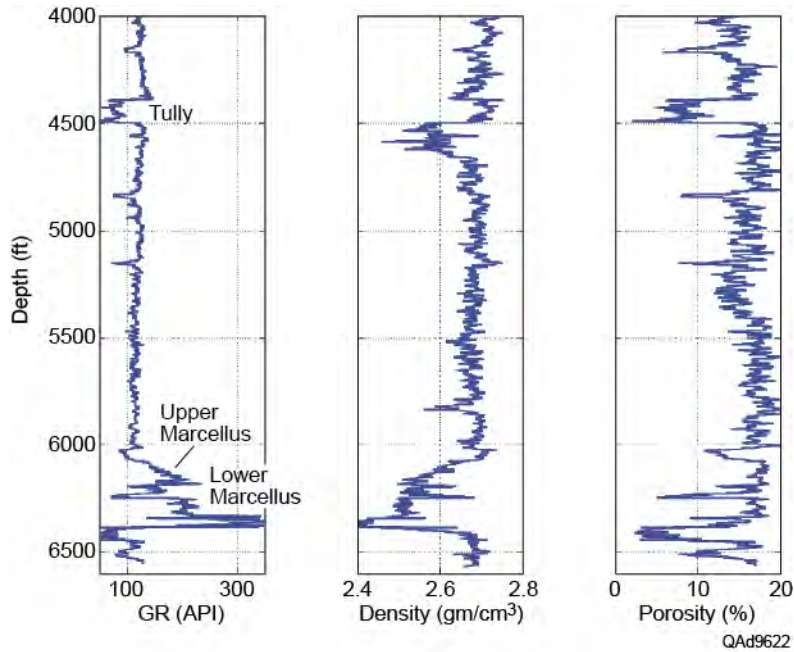 4000
4500
5000
5500
6000
6500
Depth (ft)
Tully
Upper
Marcellus
Lower
Marcellus
100
300
GR (API)
2.4
2.6
2.8
Density (gm/cm³)
0
10
20
Porosity (%)
QAd9622